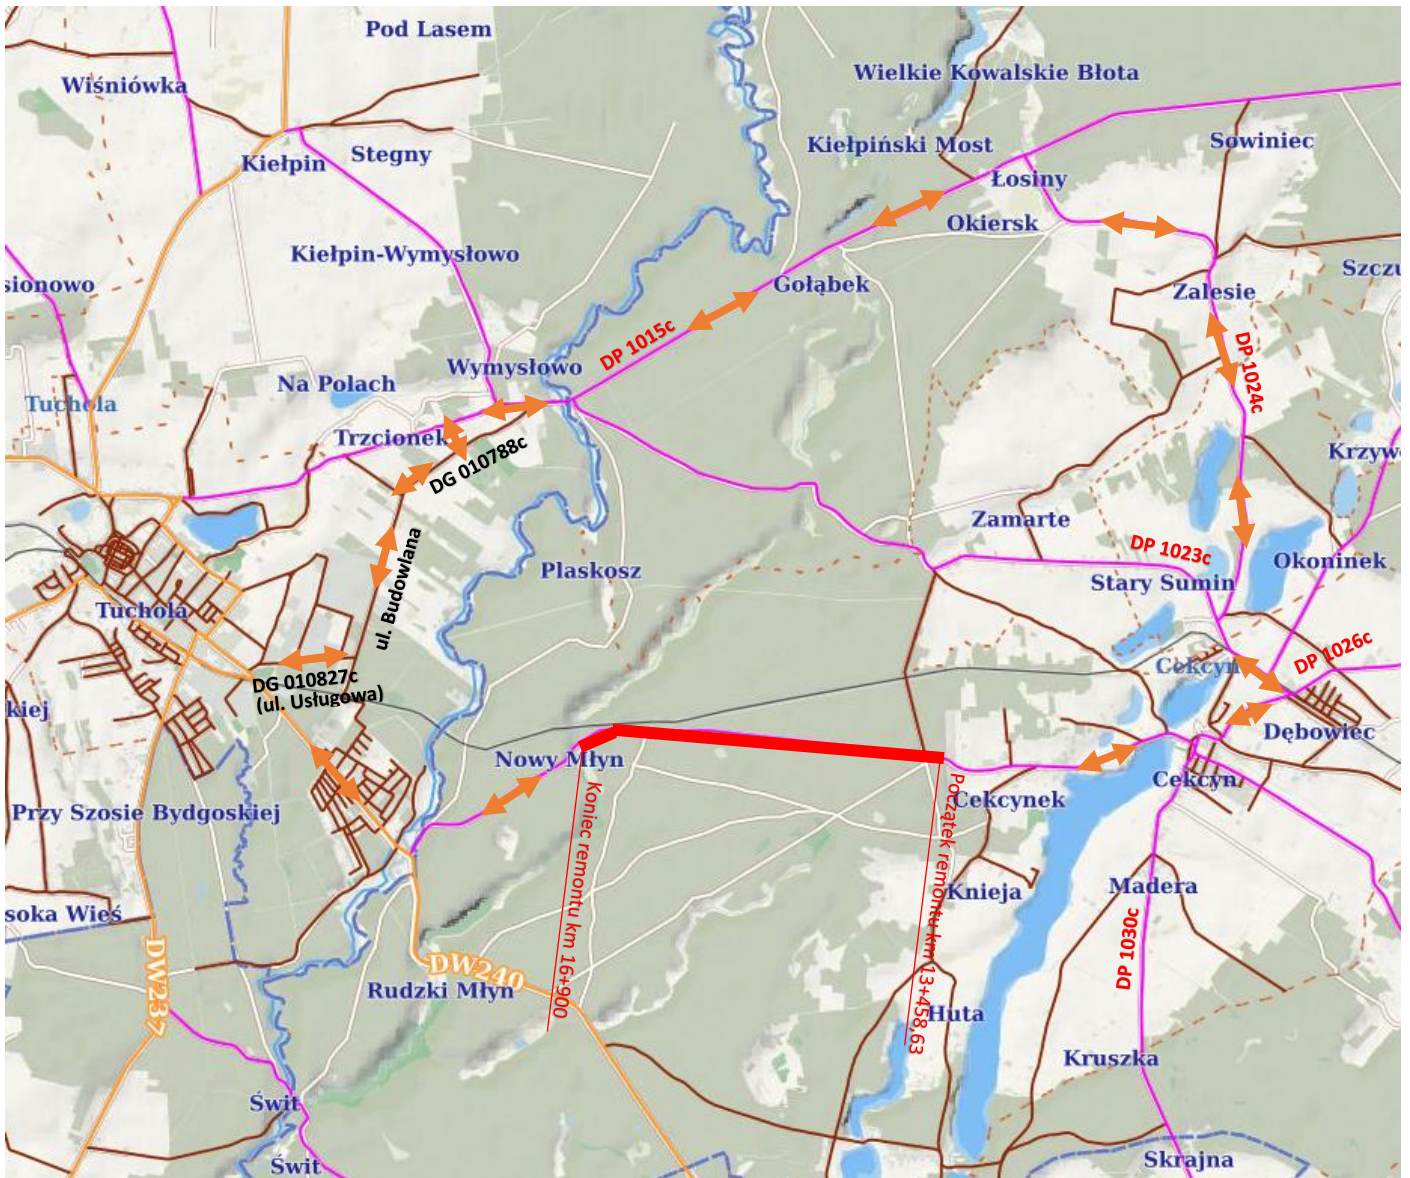 Pod Lasem
Wiśniówka
Wielkie Kowalskie Błota
Kiełpiński Most
Sowiniec
Kiełpin
Stegny
Łosiny
Okiersk
Kiełpin-Wymysłowo
sionowo
Gołąbek
Zalesie
Szczu
DP 1015c
DP 1024c
Wymysłowo
Na Polach
Tuchola
Trzcionek
DG 010788c
Krzywo
Zamarte
DP 1023c
Okoninek
ul. Budowlana
Plaskosz
Stary Sumin
Tuchola
DP 1026c
Cekcyn
DG 010827c
(ul. Usługowa)
kiej
Dębowiec
Nowy Młyn
Cekcyn
Cekcynek
Przy Szosie Bydgoskiej
Koniec remontu km 16+900
Początek remontu km 13+458,63
Knieja
Madera
soka Wieś
DP 1030c
DW237
DW240
Rudzki Młyn
Huta
Kruszka
Świt
Świt
Skrajna